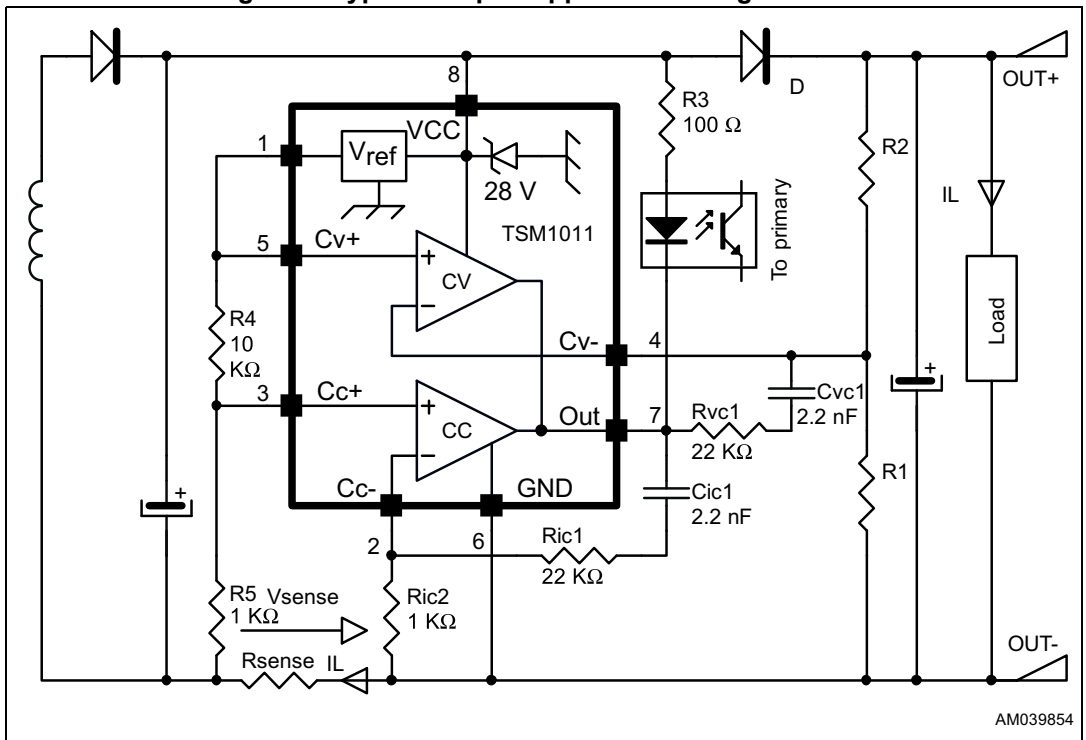 OUT+
D
8
R3
100 Ω
VCC
1
Vref
R2
28 V
IL
To primary
TSM1011
5
Cv+
+
CV
−
R4
10
KΩ
Load
Cv-
4
+
3
Cc+
+
CC
−
Out
7
Rvc1
22 KΩ
Cvc1
2.2 nF
R1
Cc-
GND
Cic1
2.2 nF
+
2
6
Ric1
22 KΩ
R5
1 KΩ
Vsense
Ric2
1 KΩ
Rsense
IL
OUT-
AM039854